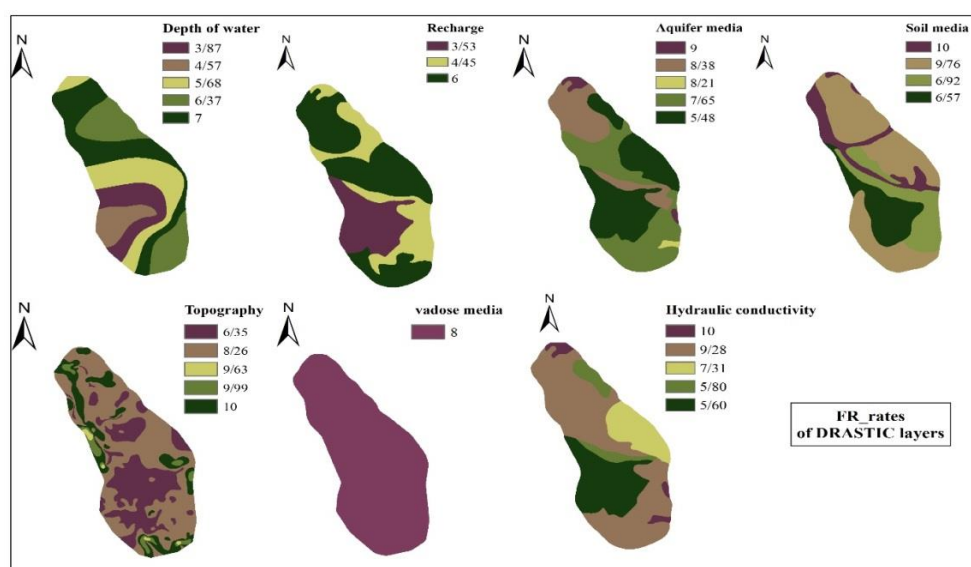 N
Depth of water
3/87
4/57
5/68
6/37
7
N
Recharge
3/53
4/45
6
N
Aquifer media
9
8/38
8/21
7/65
5/48
N
Soil media
10
9/76
6/92
6/57
N
Topography
6/35
8/26
9/63
9/99
10
N
vadose media
8
N
Hydraulic conductivity
10
9/28
7/31
5/80
5/60
FR_rates
of DRASTIC layers